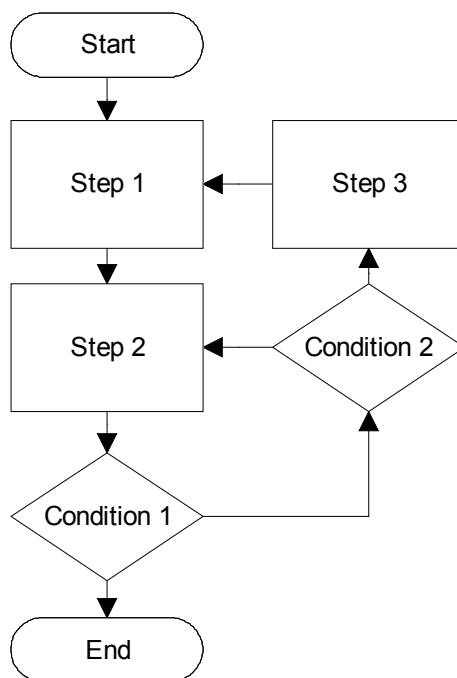 Start
Step 1
Step 3
Step 2
Condition 2
Condition 1
End